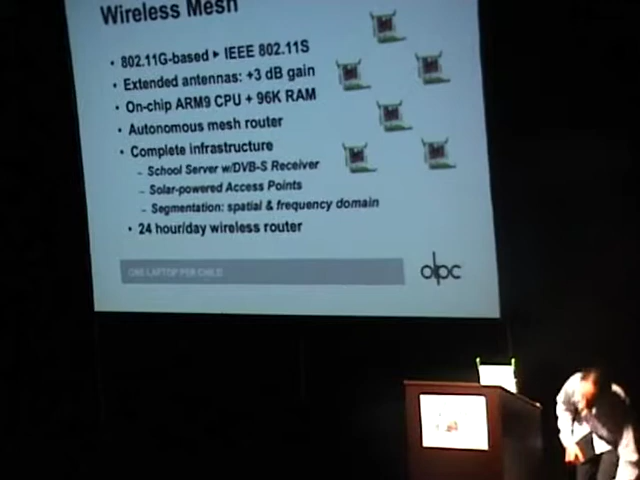 Wireless Mesh
• 802.11G-based ▸ IEEE 802.11S
• Extended antennas: +3 dB gain
• On-chip ARM9 CPU + 96K RAM
• Autonomous mesh router
• Complete infrastructure
– School Server w/DVB-S Receiver
– Solar-powered Access Points
– Segmentation: spatial & frequency domain
• 24 hour/day wireless router
ONE LAPTOP PER CHILD
olpc